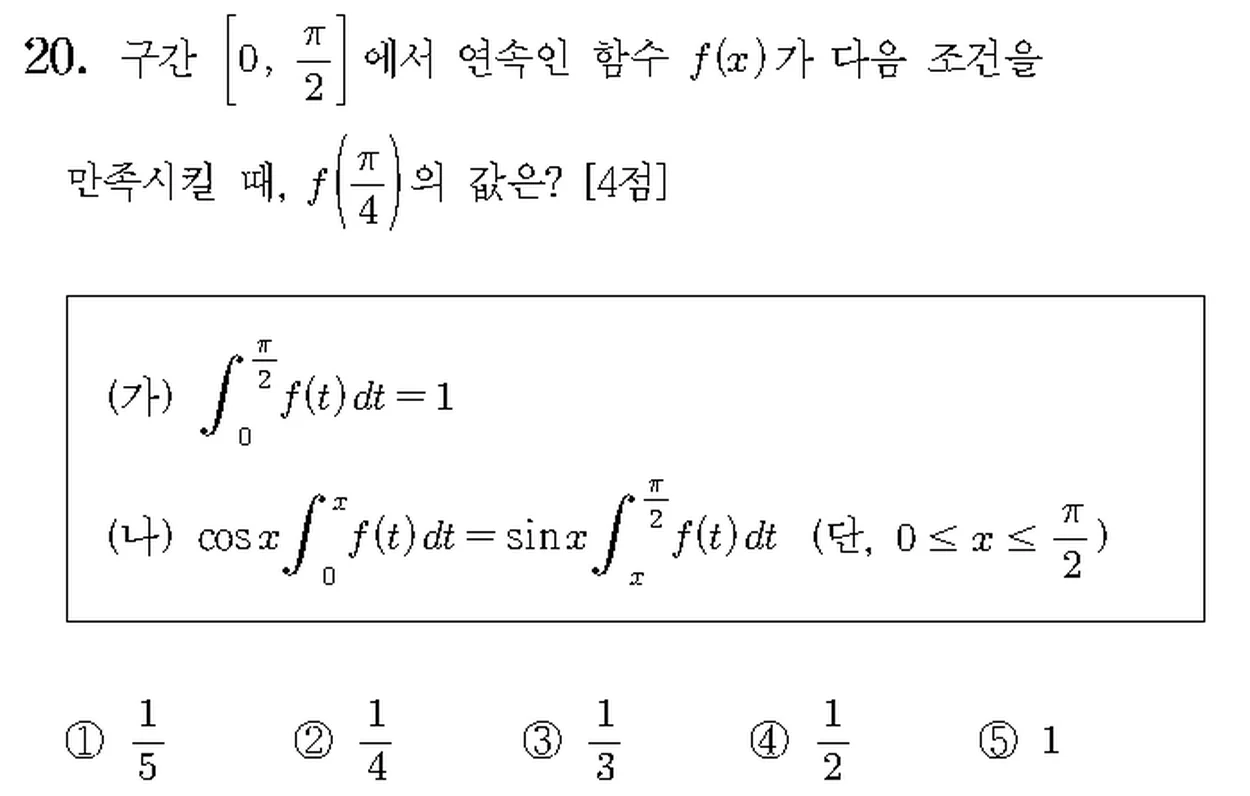 20. 구간 [0, π/2]에서 연속인 함수 f(x)가 다음 조건을
만족시킬 때, f(π/4)의 값은? [4점]
(가) ∫₀^(π/2) f(t)dt = 1
(나) cos x ∫₀^x f(t)dt = sin x ∫ₓ^(π/2) f(t)dt (단, 0 ≤ x ≤ π/2)
① 1/5 ② 1/4 ③ 1/3 ④ 1/2 ⑤ 1